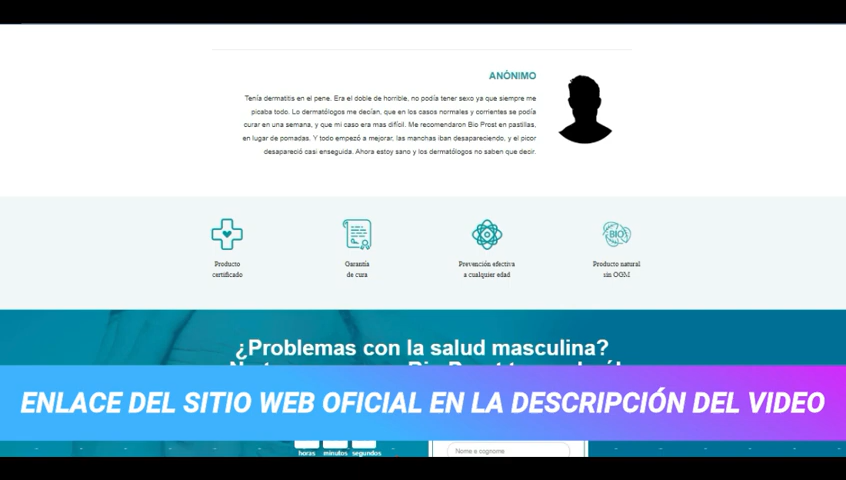 ANÓNIMO
Tenía dermatitis en el pene. Era el doble de horrible, no podía tener sexo ya que siempre me
picaba todo. Lo dermatólogos me decían, que en los casos normales y corrientes se podía
curar en una semana, y que mi caso era mas difícil. Me recomendaron Bio Prost en pastillas,
en lugar de pomadas. Y todo empezó a mejorar, las manchas iban desapareciendo, y el picor
desapareció casi enseguida. Ahora estoy sano y los dermatólogos no saben que decir.
Producto
certificado
Garantía
de cura
Prevención efectiva
a cualquier edad
BIO
Producto natural
sin OGM
¿Problemas con la salud masculina?
ENLACE DEL SITIO WEB OFICIAL EN LA DESCRIPCIÓN DEL VIDEO
horas minutos segundos
Nome e cognome